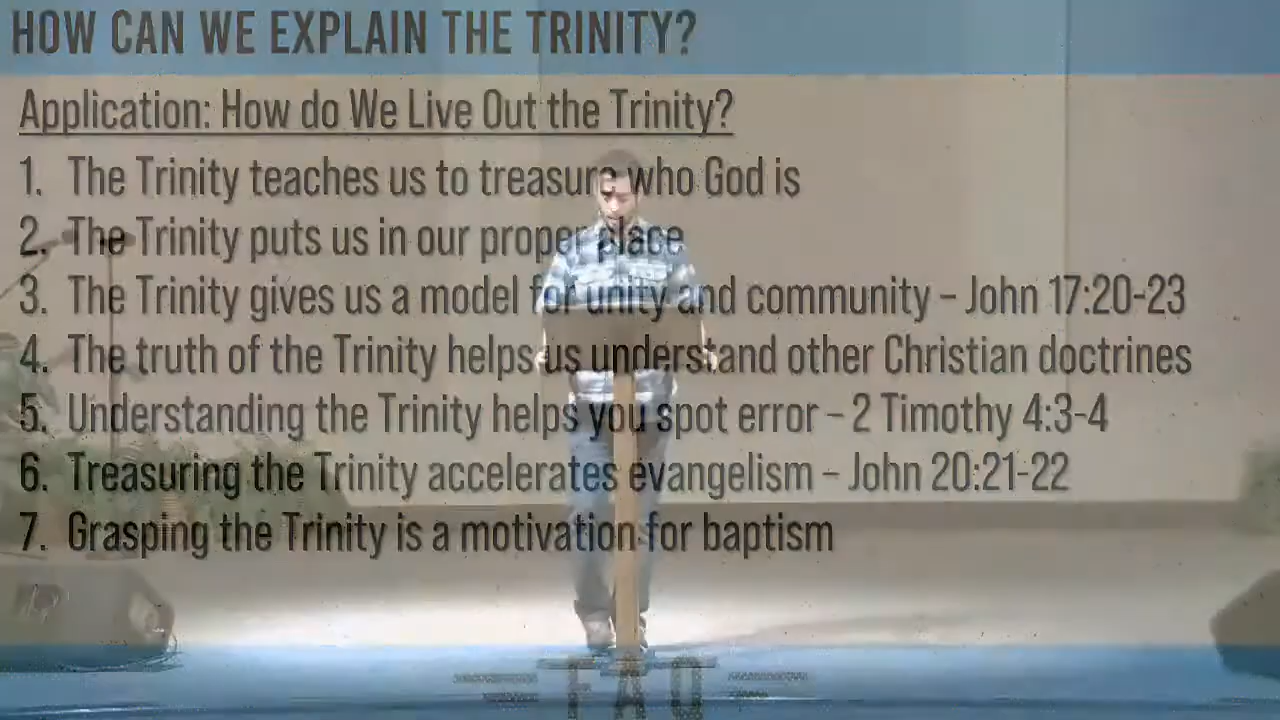 HOW CAN WE EXPLAIN THE TRINITY?
Application: How do We Live Out the Trinity?
1. The Trinity teaches us to treasure who God is
2. The Trinity puts us in our proper place
3. The Trinity gives us a model for unity and community – John 17:20-23
4. The truth of the Trinity helps us understand other Christian doctrines
5. Understanding the Trinity helps you spot error – 2 Timothy 4:3-4
6. Treasuring the Trinity accelerates evangelism – John 20:21-22
7. Grasping the Trinity is a motivation for baptism
FAQ